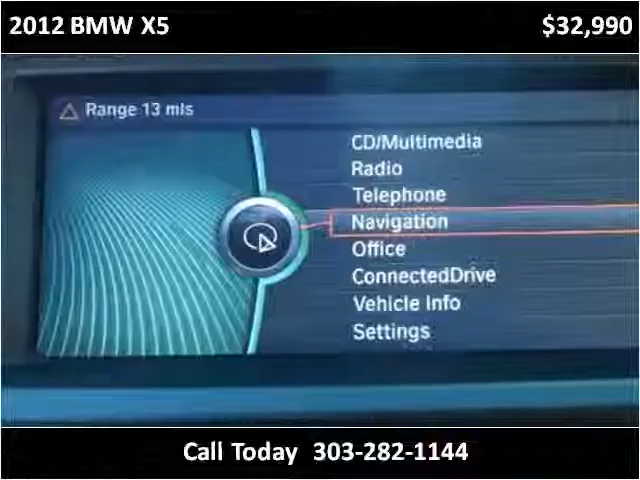 2012 BMW X5
$32,990
Range 13 mls
CD/Multimedia
Radio
Telephone
Navigation
Office
ConnectedDrive
Vehicle Info
Settings
Call Today 303-282-1144